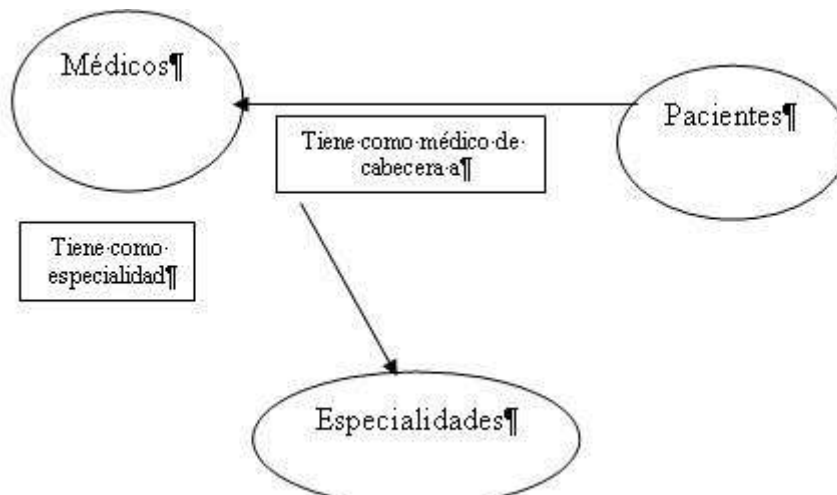 Médicos¶
Pacientes¶
Tiene·como·médico·de·
cabecera·a¶
Tiene·como·
especialidad¶
Especialidades¶